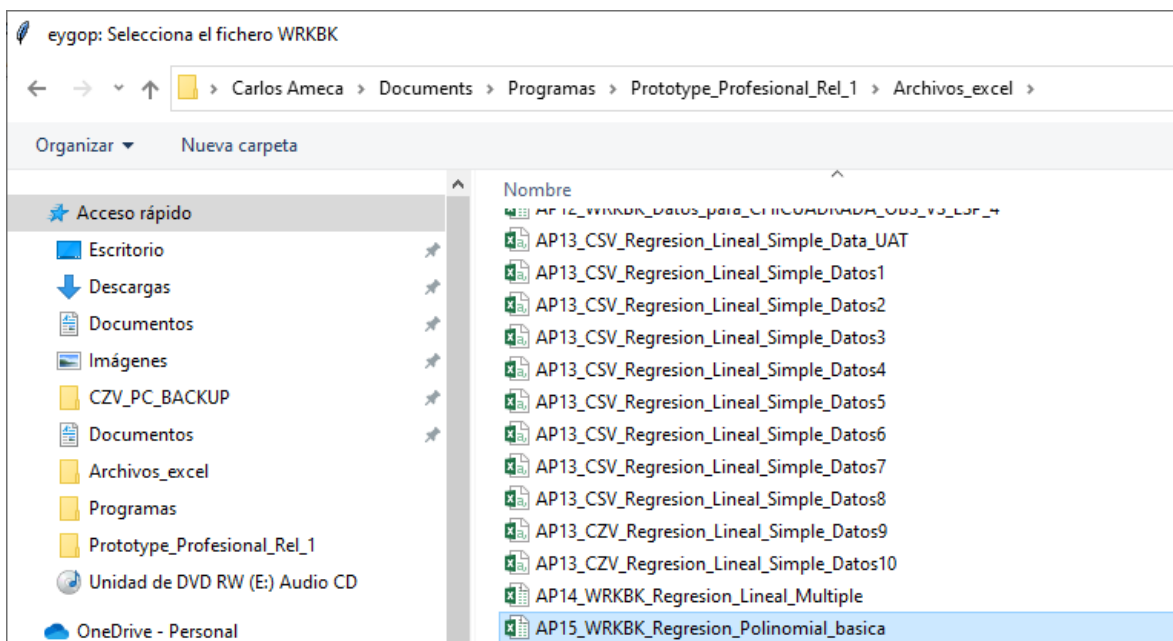 eygop: Selecciona el fichero WRKBK
Carlos Ameca > Documents > Programas > Prototype_Profesional_Rel_1 > Archivos_excel >
Organizar Nueva carpeta
Nombre
Acceso rápido
Escritorio
Descargas
Documentos
Imágenes
CZV_PC_BACKUP
Documentos
Archivos_excel
Programas
Prototype_Profesional_Rel_1
Unidad de DVD RW (E:) Audio CD
OneDrive - Personal
AP12_WRKBK_Datos_para_CHICUADRADA_OBS_VS_ESP_4
AP13_CSV_Regresion_Lineal_Simple_Data_UAT
AP13_CSV_Regresion_Lineal_Simple_Datos1
AP13_CSV_Regresion_Lineal_Simple_Datos2
AP13_CSV_Regresion_Lineal_Simple_Datos3
AP13_CSV_Regresion_Lineal_Simple_Datos4
AP13_CSV_Regresion_Lineal_Simple_Datos5
AP13_CSV_Regresion_Lineal_Simple_Datos6
AP13_CSV_Regresion_Lineal_Simple_Datos7
AP13_CSV_Regresion_Lineal_Simple_Datos8
AP13_CZV_Regresion_Lineal_Simple_Datos9
AP13_CZV_Regresion_Lineal_Simple_Datos10
AP14_WRKBK_Regresion_Lineal_Multiple
AP15_WRKBK_Regresion_Polinomial_basica